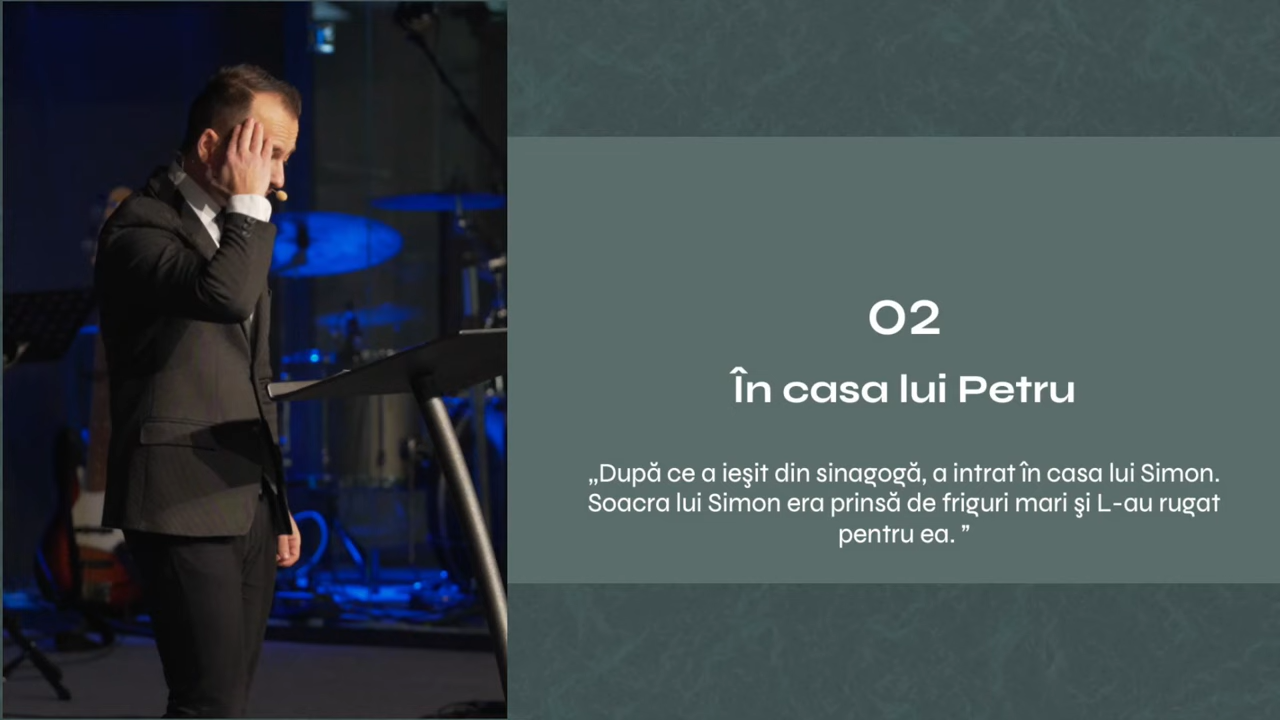 02
În casa lui Petru
„După ce a ieşit din sinagogă, a intrat în casa lui Simon.
Soacra lui Simon era prinsă de friguri mari şi L-au rugat
pentru ea. ”